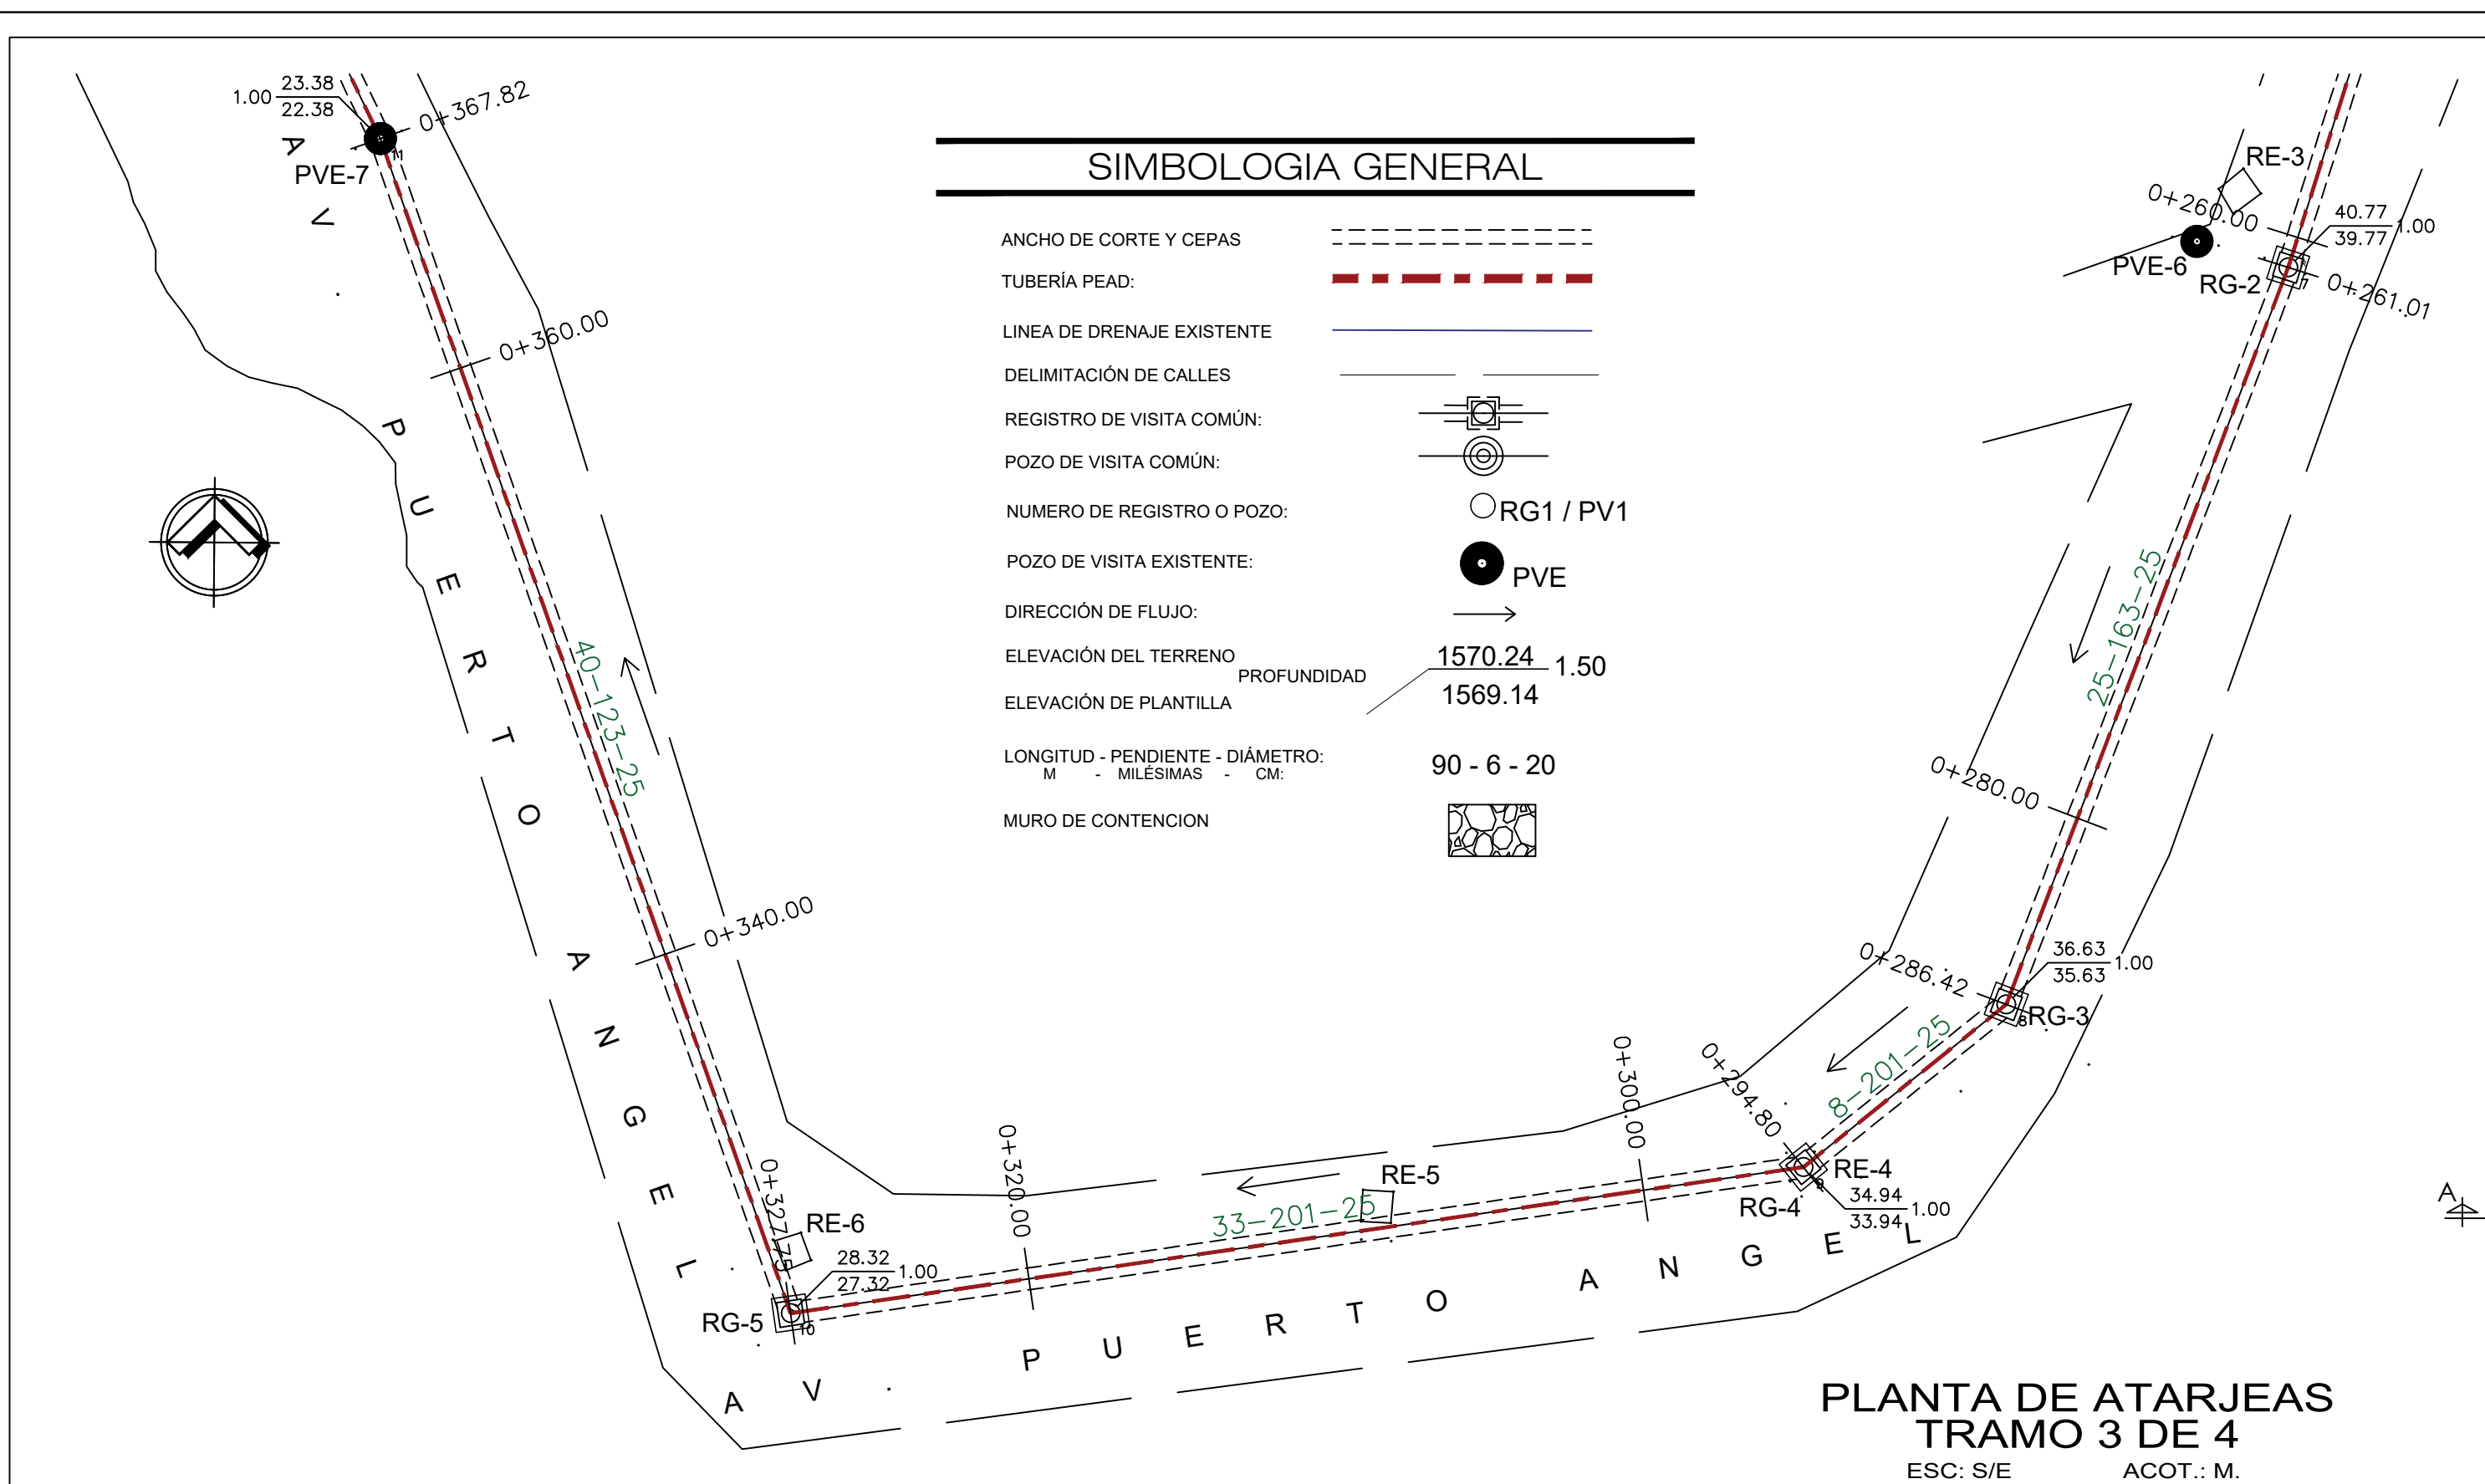 23.38
1.00
22.38
0+367.82
PVE-7
11
AV. PUERTO ANGEL
0+360.00
40-123-25
0+340.00
0+327.75
RE-6
28.32
1.00
27.32
RG-5
10
SIMBOLOGIA GENERAL
ANCHO DE CORTE Y CEPAS
TUBERÍA PEAD:
LINEA DE DRENAJE EXISTENTE
DELIMITACIÓN DE CALLES
REGISTRO DE VISITA COMÚN:
POZO DE VISITA COMÚN:
NUMERO DE REGISTRO O POZO:
RG1 / PV1
POZO DE VISITA EXISTENTE:
PVE
DIRECCIÓN DE FLUJO:
ELEVACIÓN DEL TERRENO
PROFUNDIDAD
1570.24
1.50
ELEVACIÓN DE PLANTILLA
1569.14
LONGITUD - PENDIENTE - DIÁMETRO:
M - MILÉSIMAS - CM:
90 - 6 - 20
MURO DE CONTENCION
RE-3
0+260.00
40.77
1.00
39.77
PVE-6
RG-2
7
0+261.01
25-163-25
0+280.00
0+286.42
36.63
1.00
35.63
8
RG-3
8-201-25
0+294.80
0+300.00
RE-4
RG-4
9
34.94
1.00
33.94
RE-5
33-201-25
0+320.00
AV. PUERTO ANGEL
A
PLANTA DE ATARJEAS
TRAMO 3 DE 4
ESC: S/E ACOT.: M.